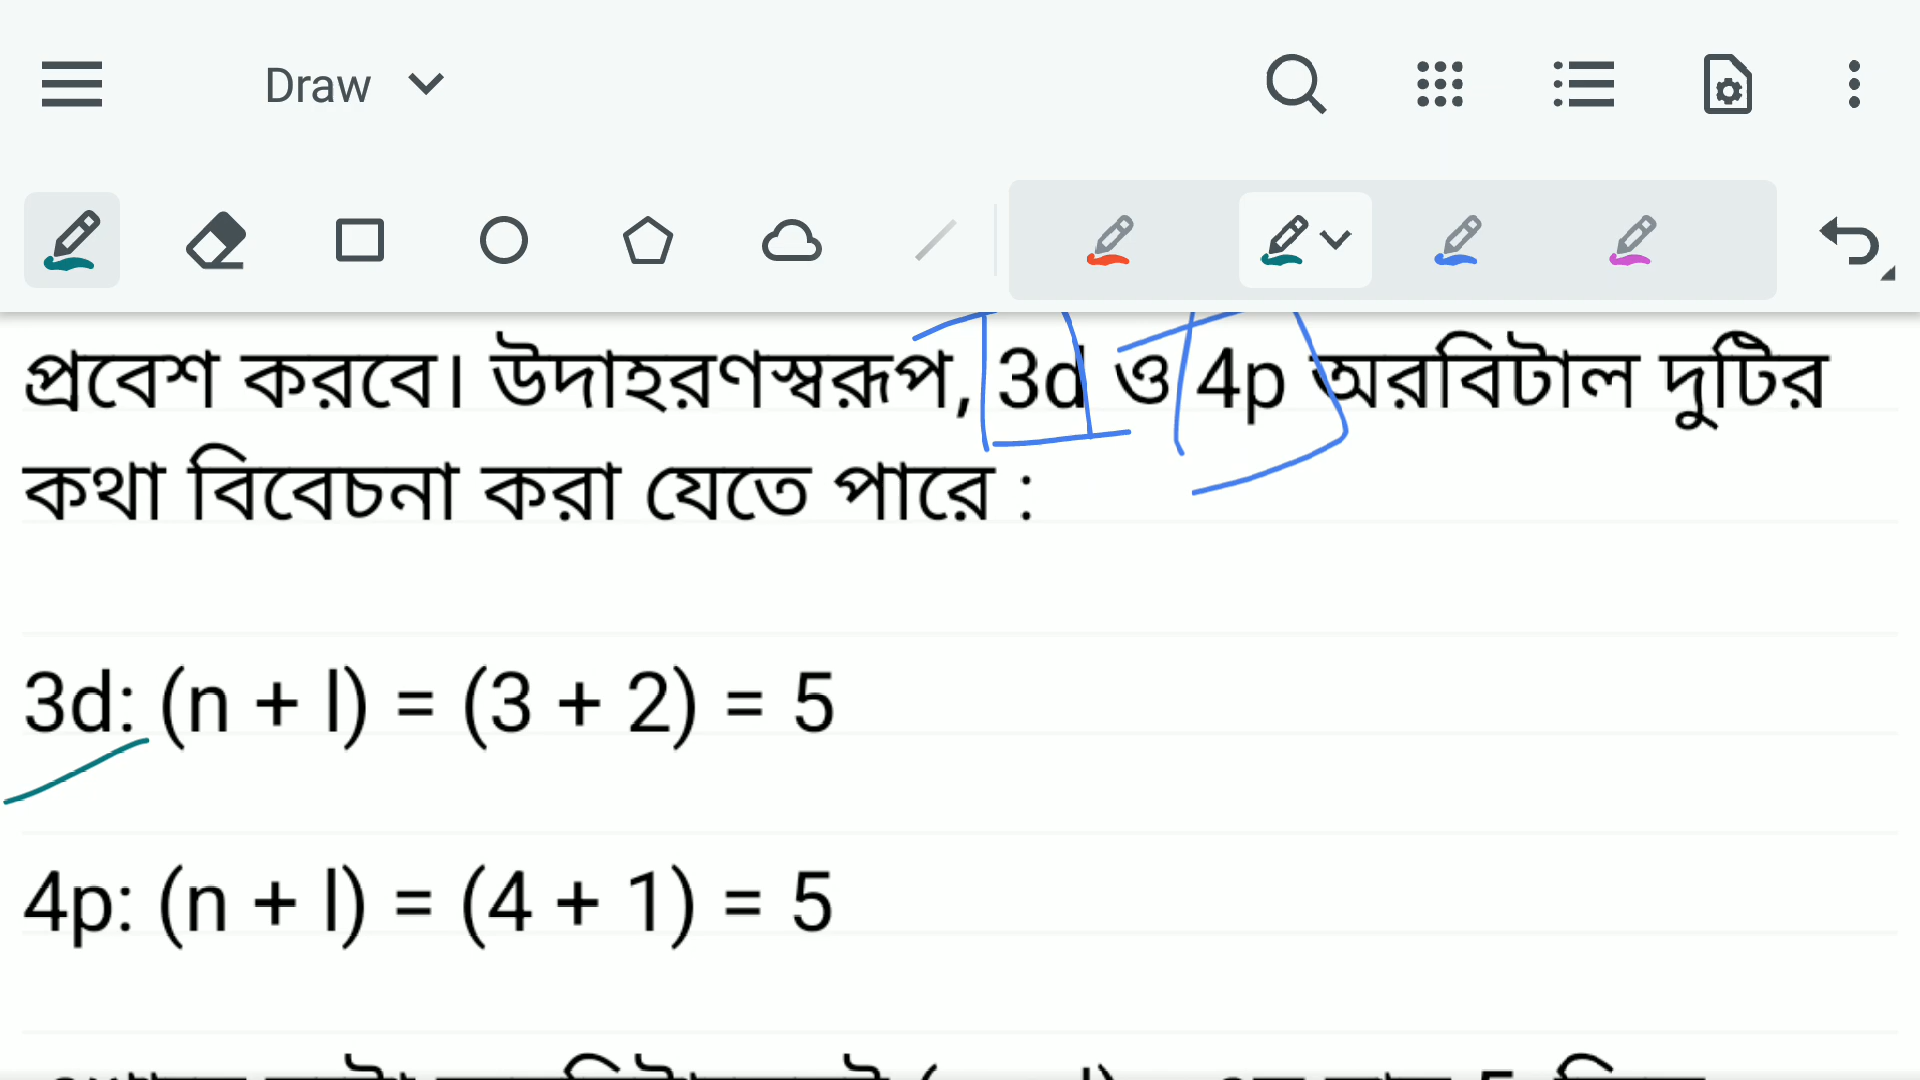 Draw
প্রবেশ করবে। উদাহরণস্বরূপ, 3d ও 4p অরবিটাল দুটির
কথা বিবেচনা করা যেতে পারে :
3d: (n + l) = (3 + 2) = 5
4p: (n + l) = (4 + 1) = 5